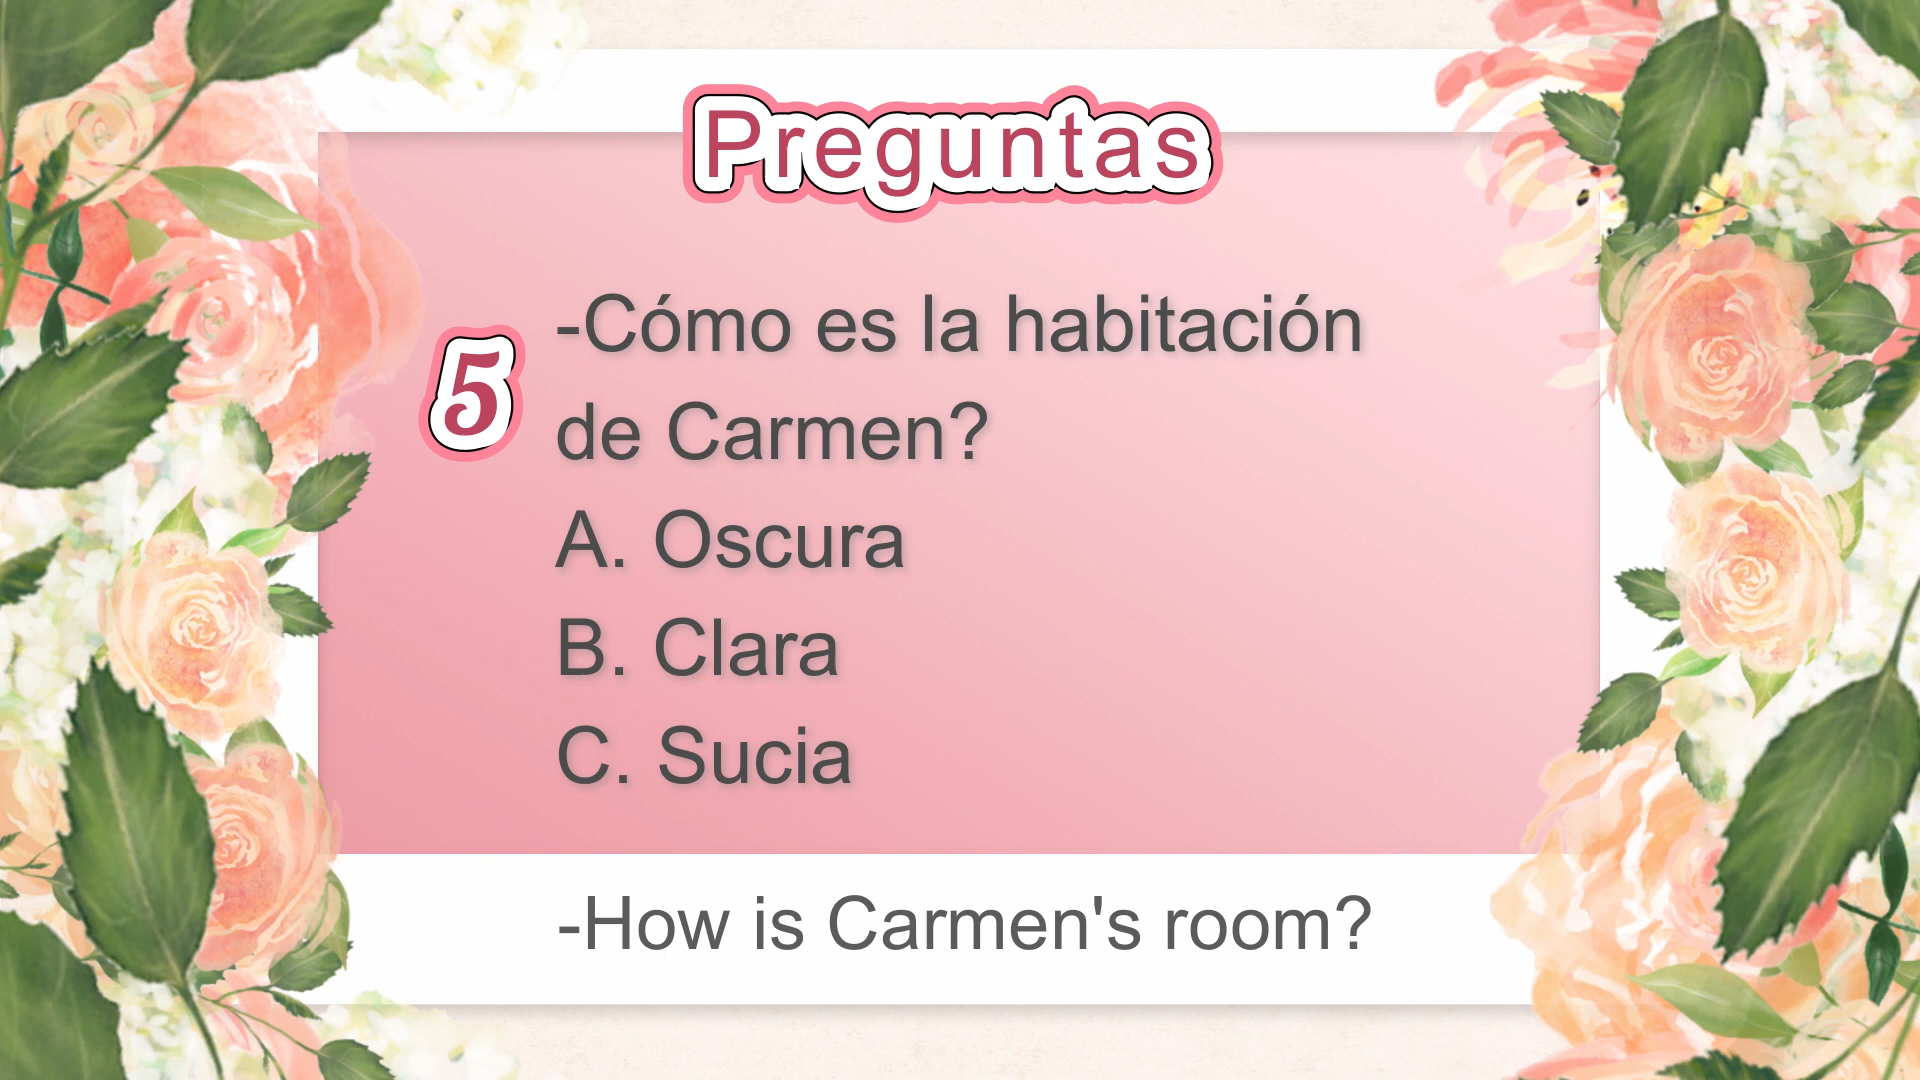 Preguntas
5
-Cómo es la habitación
de Carmen?
A. Oscura
B. Clara
C. Sucia
-How is Carmen's room?